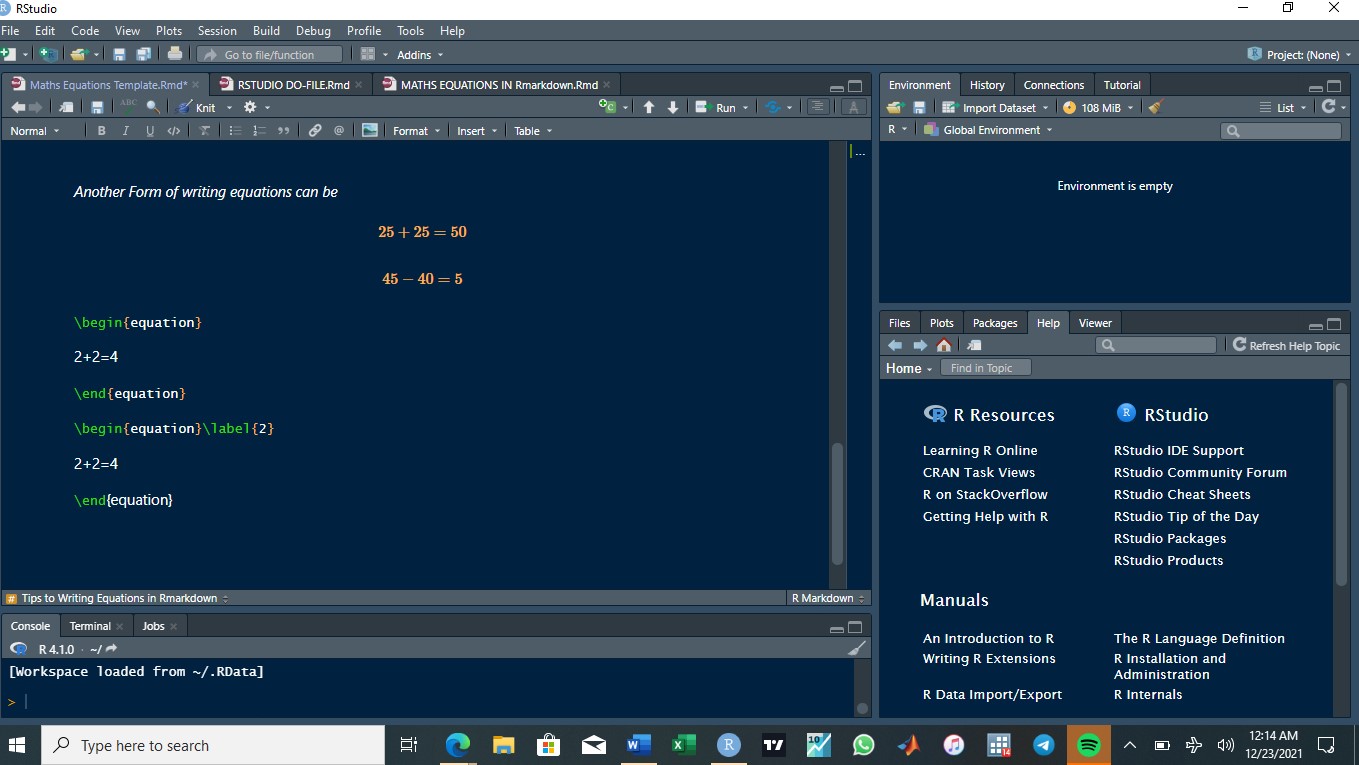 RStudio
File Edit Code View Plots Session Build Debug Profile Tools Help
Go to file/function Addins Project: (None)
Maths Equations Template.Rmd* RSTUDIO DO-FILE.Rmd MATHS EQUATIONS IN Rmarkdown.Rmd
ABC Knit Run
Normal B I U </> Format Insert Table
Another Form of writing equations can be
25 + 25 = 50
45 − 40 = 5
\begin{equation}
2+2=4
\end{equation}
\begin{equation}\label{2}
2+2=4
\end{equation}
Tips to Writing Equations in Rmarkdown R Markdown
Console Terminal Jobs
R 4.1.0 · ~/
[Workspace loaded from ~/.RData]
>
Environment History Connections Tutorial
Import Dataset 108 MiB List
R Global Environment
Environment is empty
Files Plots Packages Help Viewer
Refresh Help Topic
Home Find in Topic
R Resources
Learning R Online
CRAN Task Views
R on StackOverflow
Getting Help with R
RStudio
RStudio IDE Support
RStudio Community Forum
RStudio Cheat Sheets
RStudio Tip of the Day
RStudio Packages
RStudio Products
Manuals
An Introduction to R
Writing R Extensions
R Data Import/Export
The R Language Definition
R Installation and
Administration
R Internals
Type here to search
12:14 AM
12/23/2021